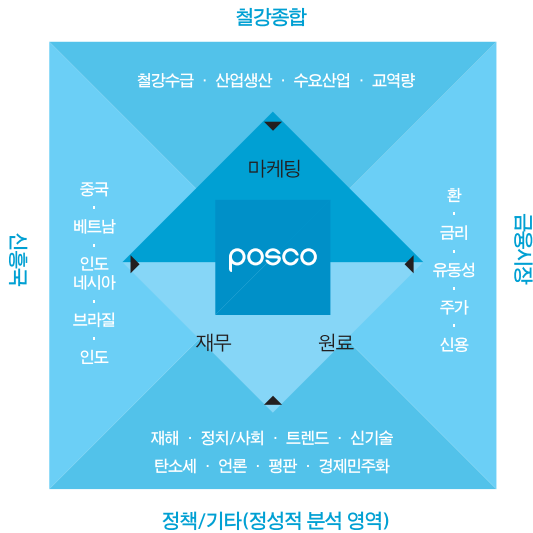 철강종합
철강수급 · 산업생산 · 수요산업 · 교역량
마케팅
신흥국
중국
·
베트남
·
인도
네시아
·
브라질
·
인도
posco
환
·
금리
·
유동성
·
주가
·
신용
금융시장
재무
원료
재해 · 정치/사회 · 트렌드 · 신기술
탄소세 · 언론 · 평판 · 경제민주화
정책/기타(정성적 분석 영역)